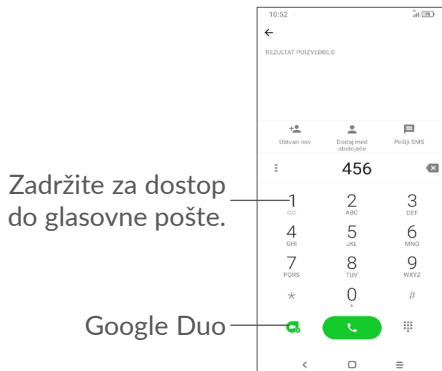 10:52
REZULTAT POIZVEDBE:0
Ustvari nov
Dodaj med
obstoječe
Pošlji SMS
456
Zadržite za dostop
do glasovne pošte.
1
2
ABC
3
DEF
4
GHI
5
JKL
6
MNO
7
PQRS
8
TUV
9
WXYZ
*
0
+
#
Google Duo